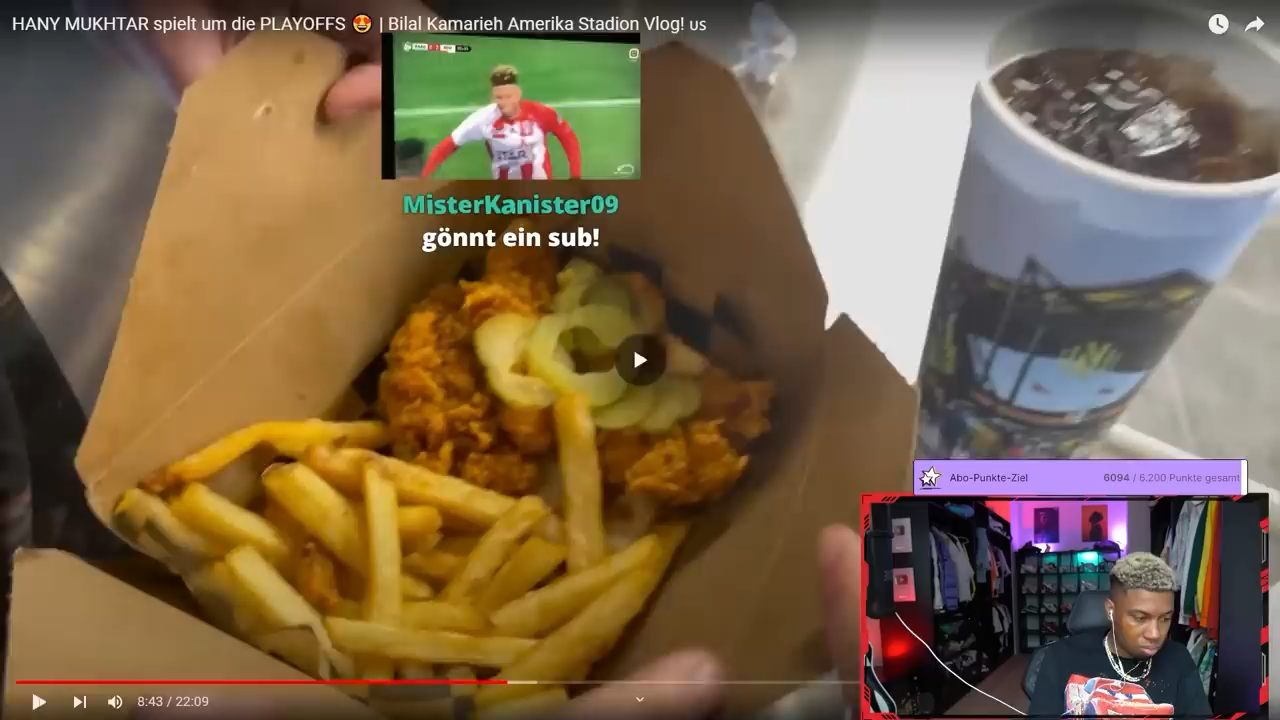 HANY MUKHTAR spielt um die PLAYOFFS 😍 | Bilal Kamarieh Amerika Stadion Vlog! us
MisterKanister09
gönnt ein sub!
Abo-Punkte-Ziel 6094 / 6.200 Punkte gesamt
8:43 / 22:09